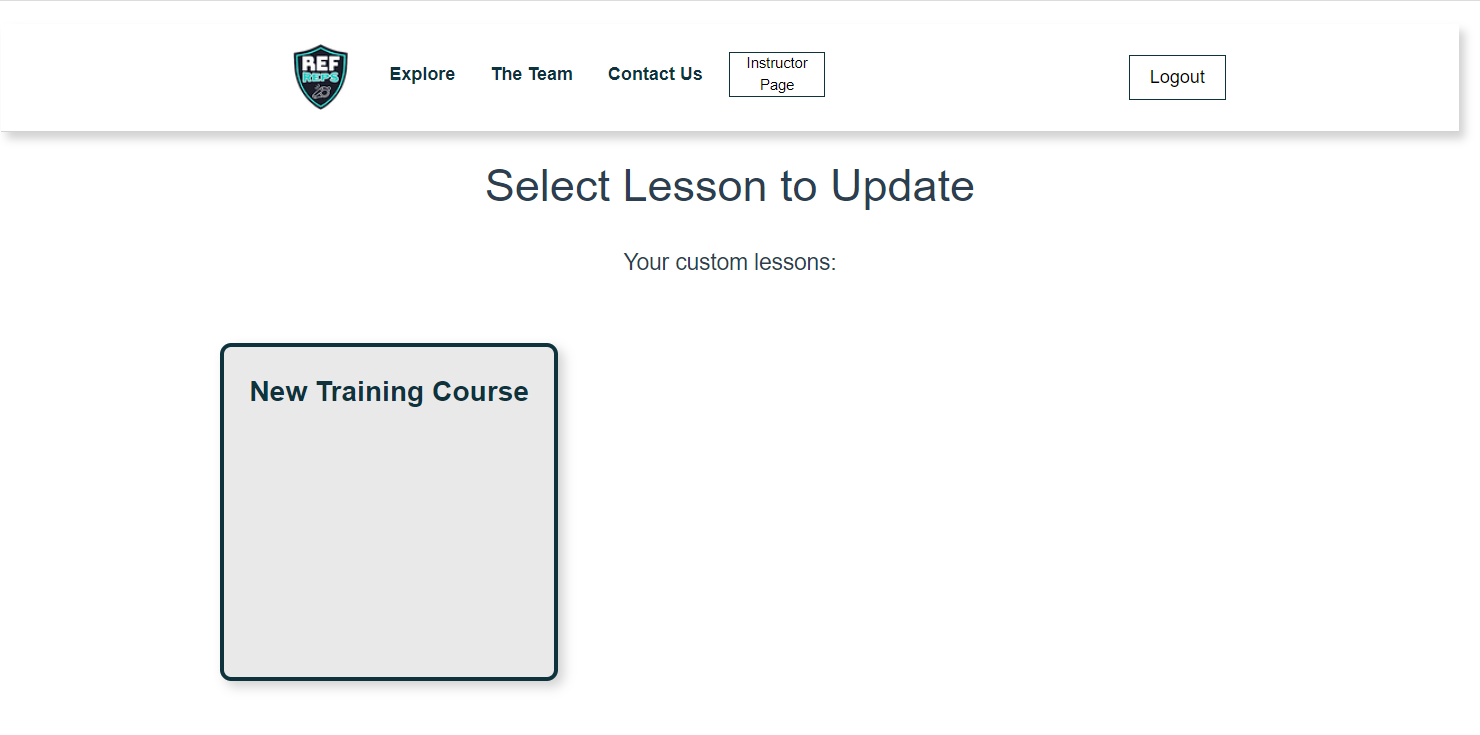 REF
REPS
Explore
The Team
Contact Us
Instructor
Page
Logout
Select Lesson to Update
Your custom lessons:
New Training Course